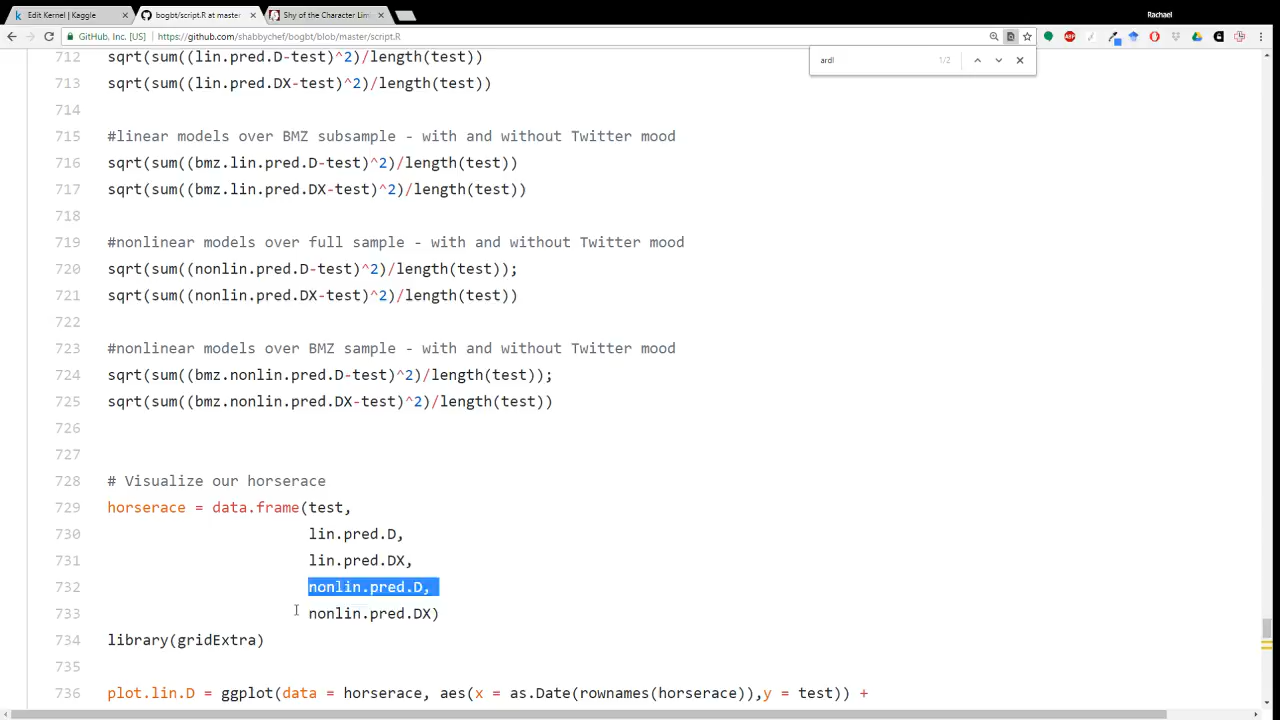 Edit Kernel | Kaggle
bogbt/script.R at master
Shy of the Character Lim
Rachael
GitHub, Inc. [US]
https://github.com/shabbychef/bogbt/blob/master/script.R
ardl
1/2
712 sqrt(sum((lin.pred.D-test)^2)/length(test))
713 sqrt(sum((lin.pred.DX-test)^2)/length(test))
714
715 #linear models over BMZ subsample - with and without Twitter mood
716 sqrt(sum((bmz.lin.pred.D-test)^2)/length(test))
717 sqrt(sum((bmz.lin.pred.DX-test)^2)/length(test))
718
719 #nonlinear models over full sample - with and without Twitter mood
720 sqrt(sum((nonlin.pred.D-test)^2)/length(test));
721 sqrt(sum((nonlin.pred.DX-test)^2)/length(test))
722
723 #nonlinear models over BMZ sample - with and without Twitter mood
724 sqrt(sum((bmz.nonlin.pred.D-test)^2)/length(test));
725 sqrt(sum((bmz.nonlin.pred.DX-test)^2)/length(test))
726
727
728 # Visualize our horserace
729 horserace = data.frame(test,
730 lin.pred.D,
731 lin.pred.DX,
732 nonlin.pred.D,
733 nonlin.pred.DX)
734 library(gridExtra)
735
736 plot.lin.D = ggplot(data = horserace, aes(x = as.Date(rownames(horserace)),y = test)) +